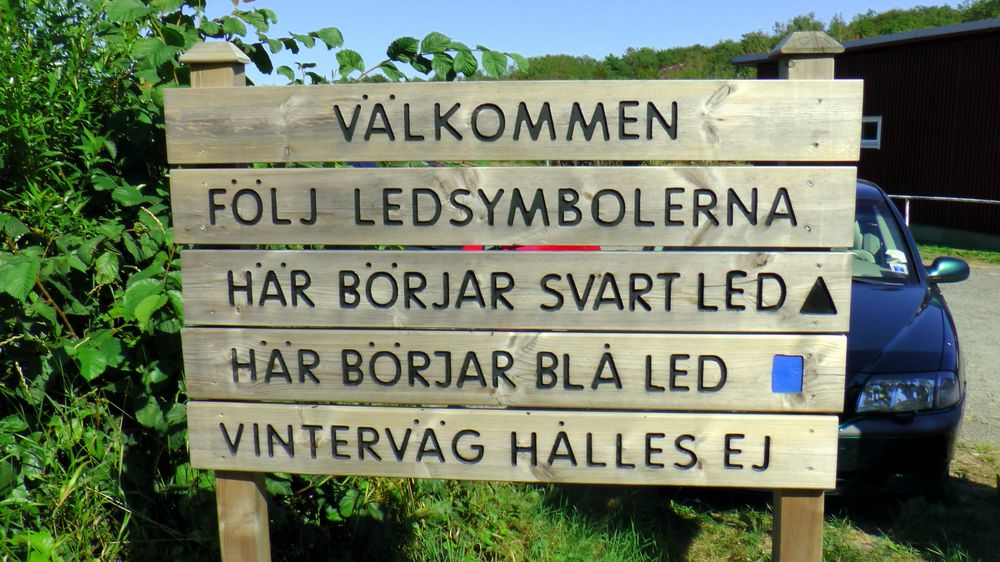 VÄLKOMMEN
FÖLJ LEDSYMBOLERNA
HÄR BÖRJAR SVART LED
HÄR BÖRJAR BLÅ LED
VINTERVÄG HÅLLES EJ